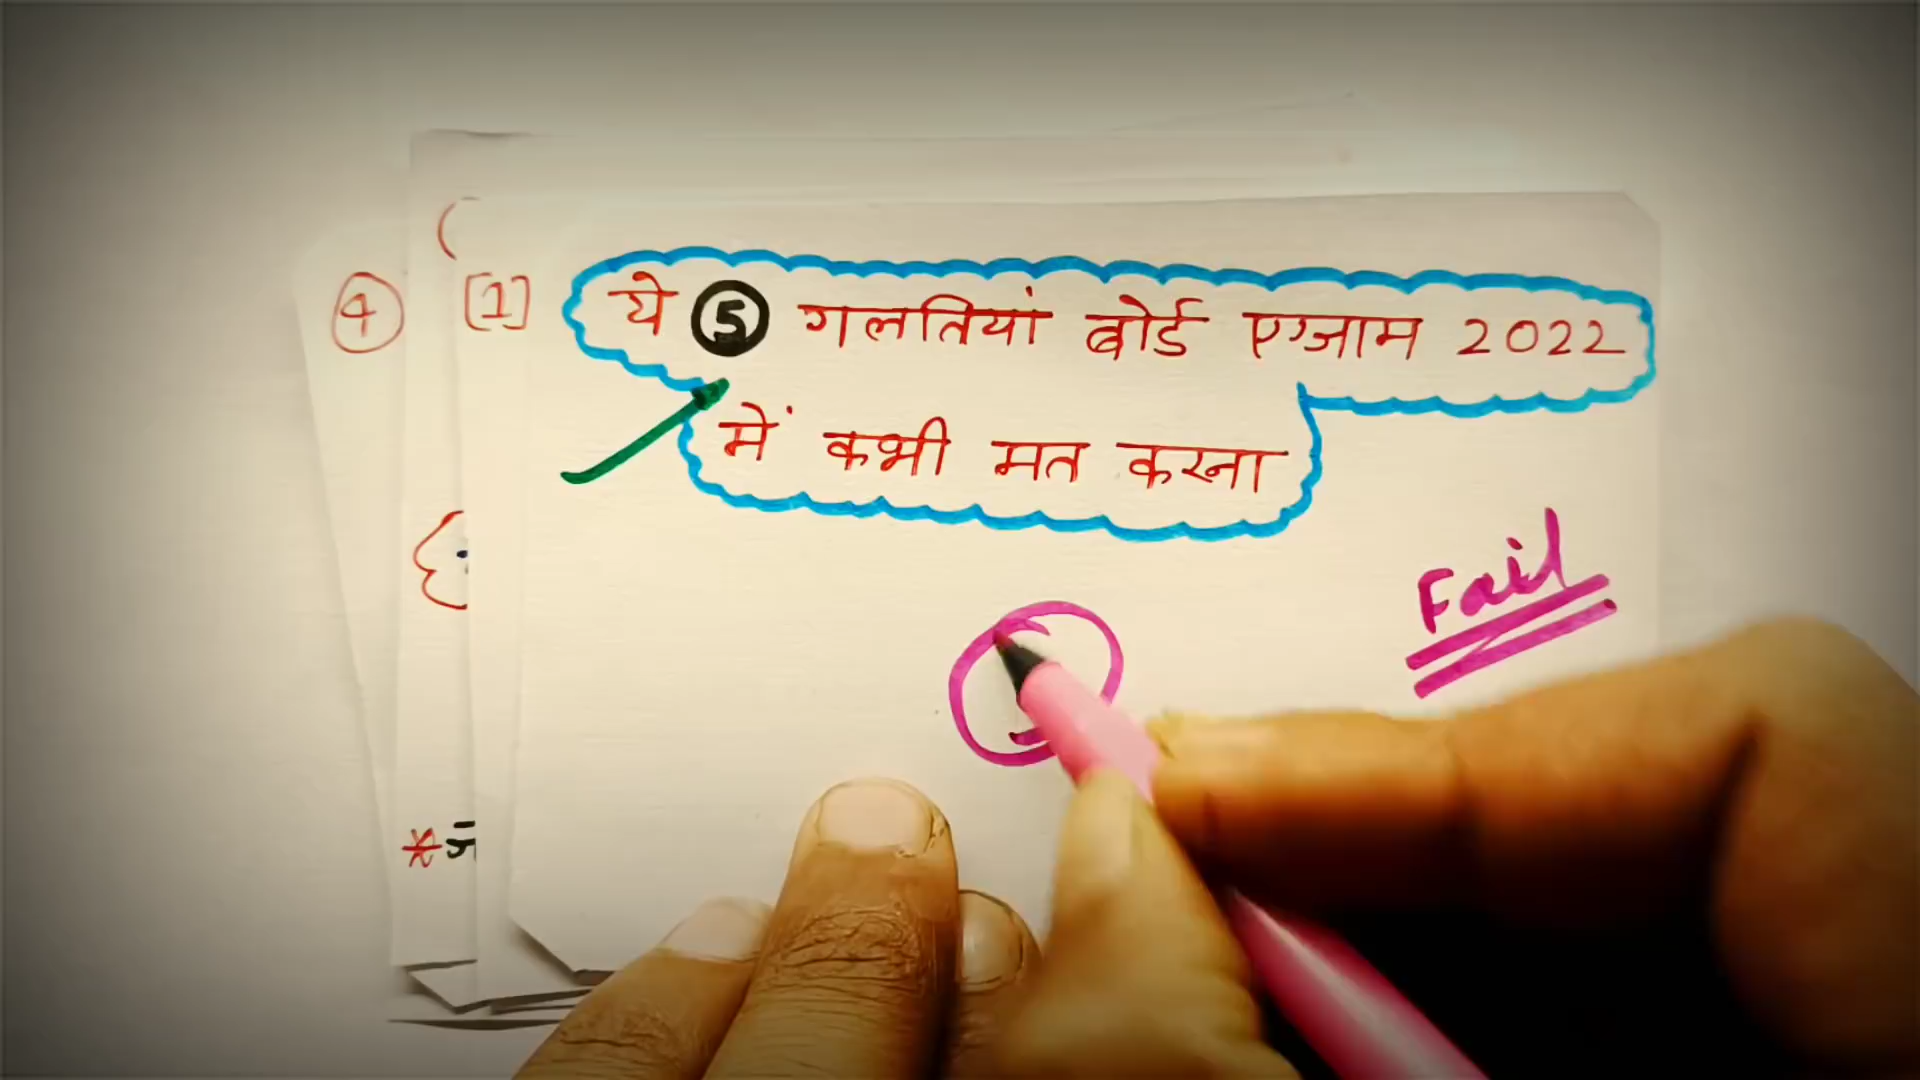 ये 5 गलतियां बोर्ड एग्जाम 2022
में कभी मत करना
Fail
4
[1]